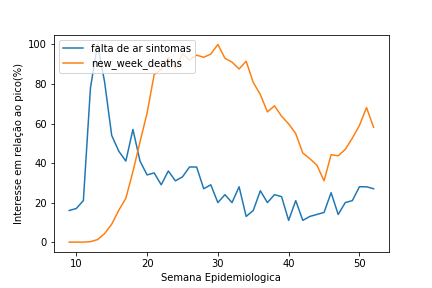 falta de ar sintomas
new_week_deaths
Interesse em relação ao pico(%)
100
80
60
40
20
0
10 20 30 40 50
Semana Epidemiologica